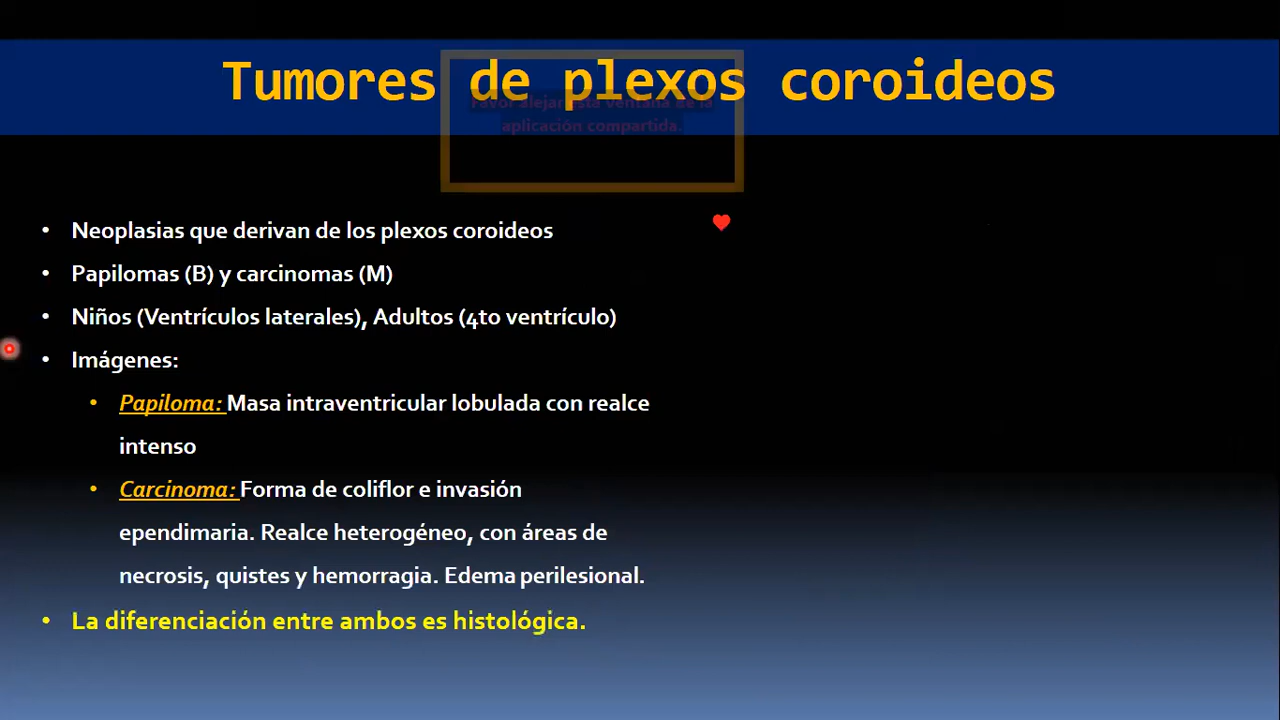 Tumores de plexos coroideos
Favor alejar esta ventana de la
aplicación compartida.
• Neoplasias que derivan de los plexos coroideos
• Papilomas (B) y carcinomas (M)
• Niños (Ventrículos laterales), Adultos (4to ventrículo)
• Imágenes:
• Papiloma: Masa intraventricular lobulada con realce
intenso
• Carcinoma: Forma de coliflor e invasión
ependimaria. Realce heterogéneo, con áreas de
necrosis, quistes y hemorragia. Edema perilesional.
• La diferenciación entre ambos es histológica.